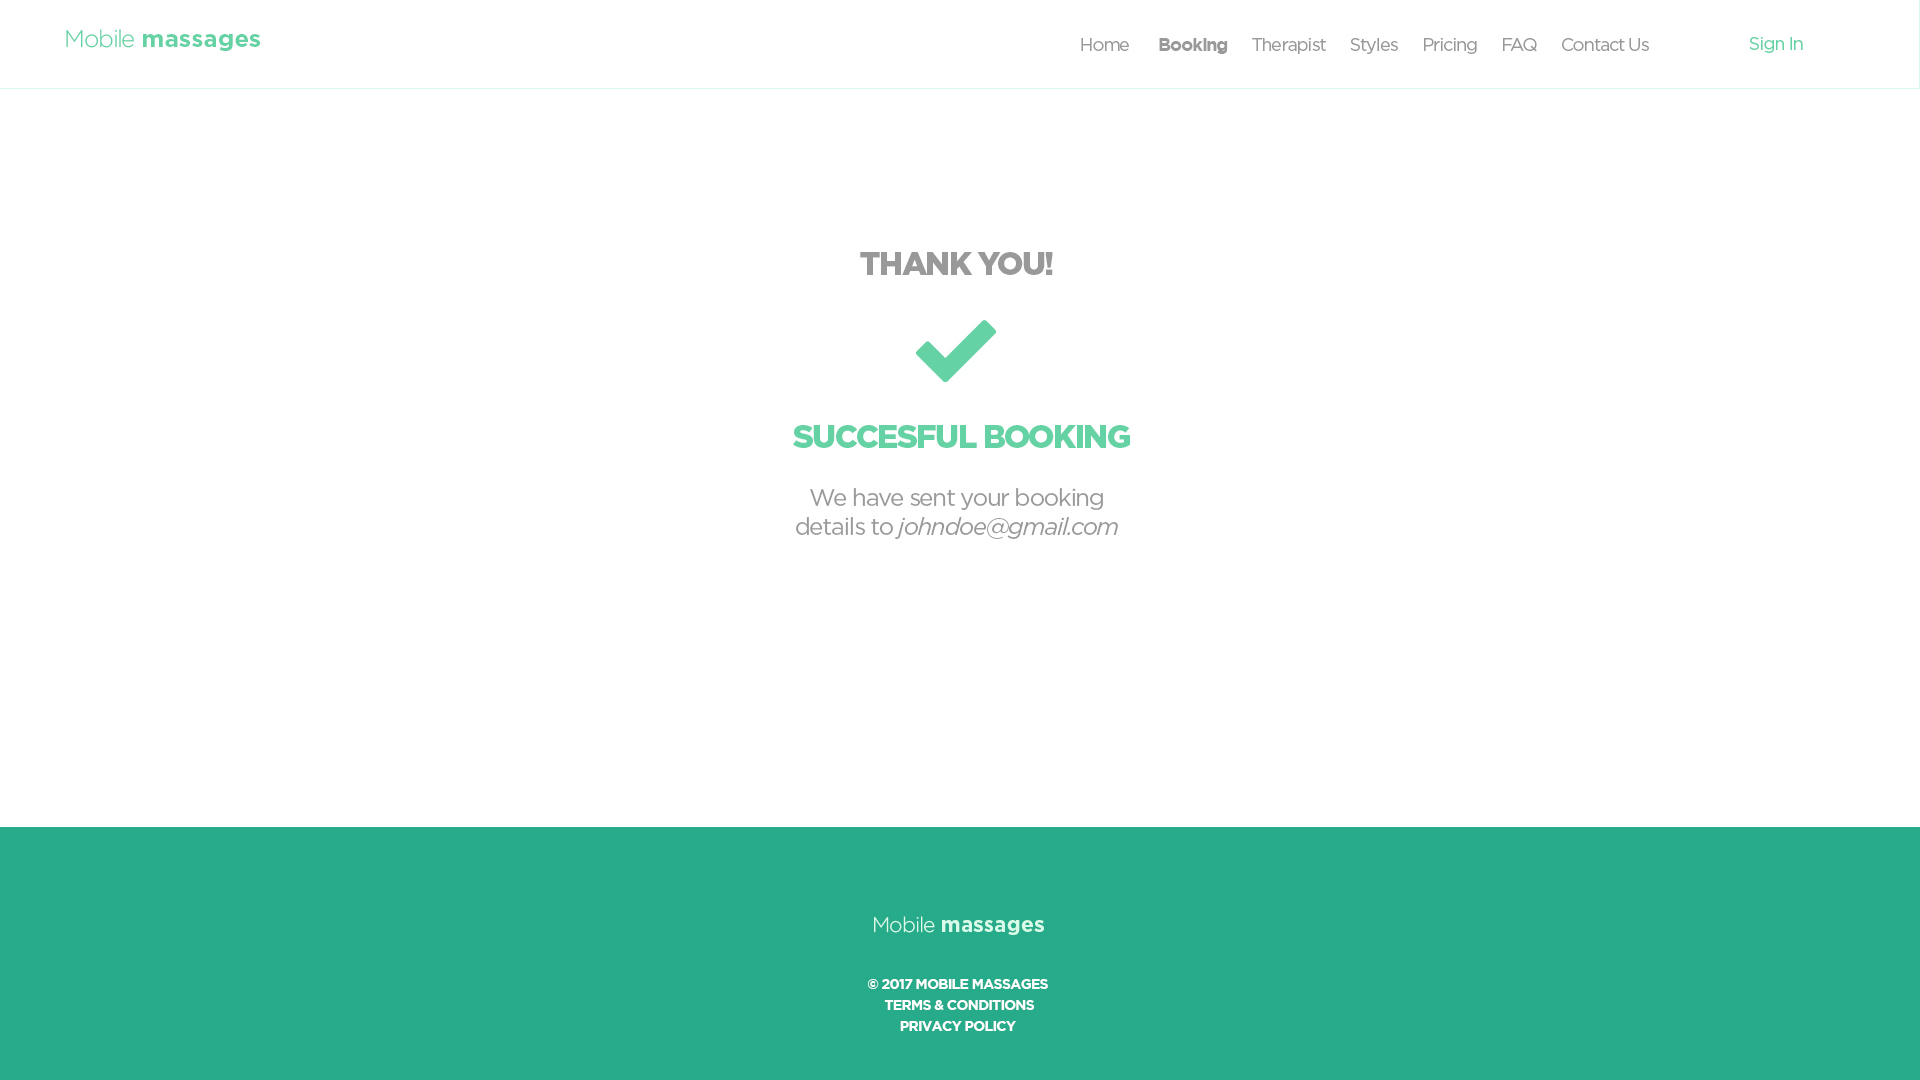 Mobile massages
Home Booking Therapist Styles Pricing FAQ Contact Us Sign In
THANK YOU!
SUCCESFUL BOOKING
We have sent your booking
details to johndoe@gmail.com
Mobile massages
© 2017 MOBILE MASSAGES
TERMS & CONDITIONS
PRIVACY POLICY